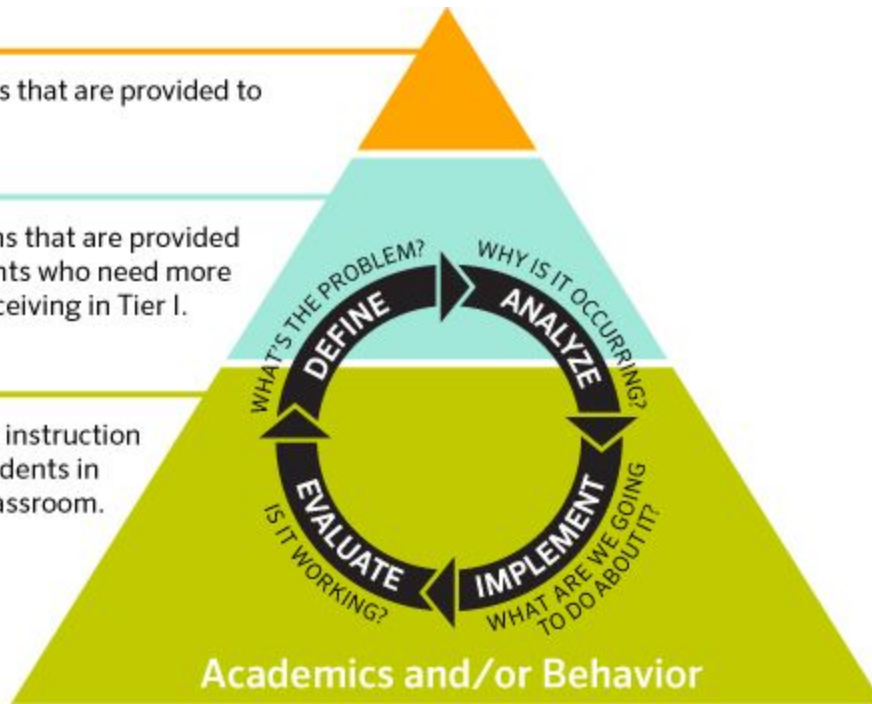 s that are provided to
ns that are provided
nts who need more
ceiving in Tier I.
instruction
dents in
assroom.
WHAT'S THE PROBLEM?
DEFINE
WHY IS IT OCCURRING?
ANALYZE
IMPLEMENT
WHAT ARE WE GOING
TO DO ABOUT IT?
EVALUATE
IS IT WORKING?
Academics and/or Behavior